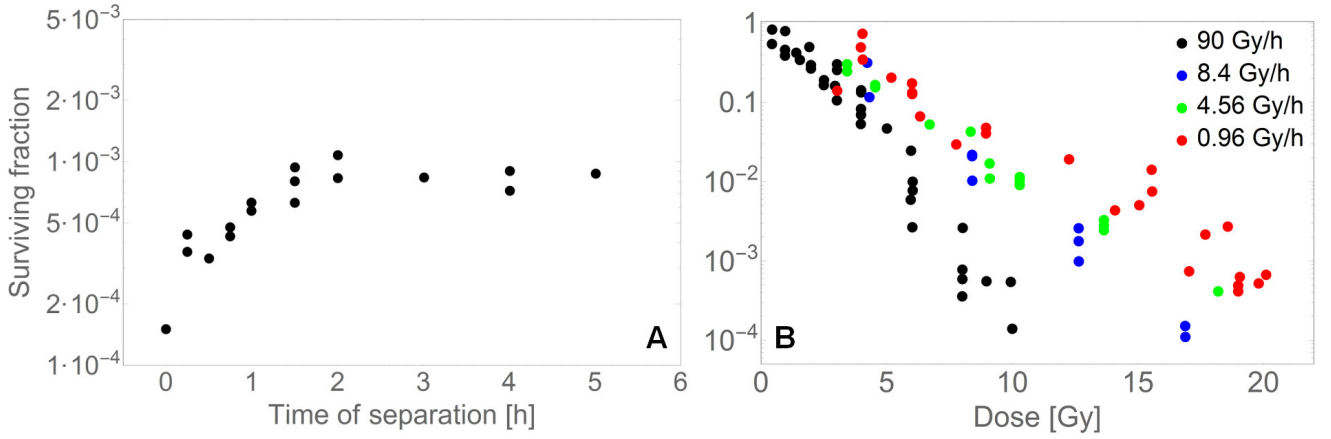 5·10⁻³
2·10⁻³
1·10⁻³
5·10⁻⁴
2·10⁻⁴
1·10⁻⁴
Surviving fraction
0 1 2 3 4 5 6
Time of separation [h]
A
1
0.1
10⁻²
10⁻³
10⁻⁴
90 Gy/h
8.4 Gy/h
4.56 Gy/h
0.96 Gy/h
B
0 5 10 15 20
Dose [Gy]